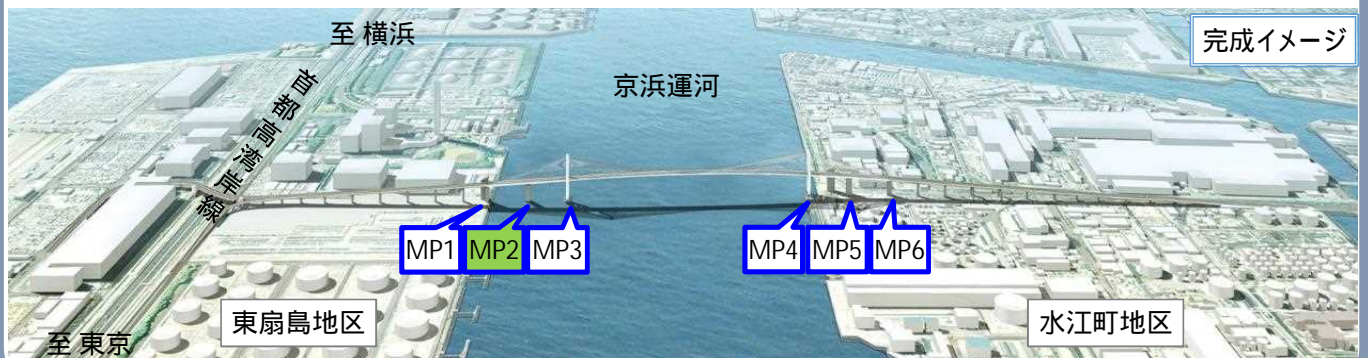 至 横浜
完成イメージ
首都高湾岸線
京浜運河
MP1
MP2
MP3
MP4
MP5
MP6
東扇島地区
水江町地区
至 東京